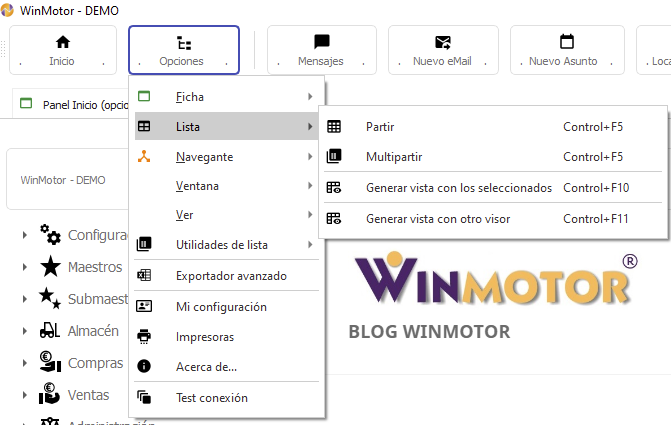 WinMotor - DEMO
Inicio
Opciones
Mensajes
Nuevo eMail
Nuevo Asunto
Loca
Panel Inicio (opcio
Ficha
Lista
Partir Control+F5
WinMotor - DEMO
Navegante
Multipartir Control+F5
Ventana
Generar vista con los seleccionados Control+F10
Ver
Generar vista con otro visor Control+F11
Configura
Utilidades de lista
Maestros
Exportador avanzado
WINMOTOR®
Submaest
Mi configuración
Almacén
Impresoras
BLOG WINMOTOR
Compras
Acerca de...
Ventas
Test conexión
Administración